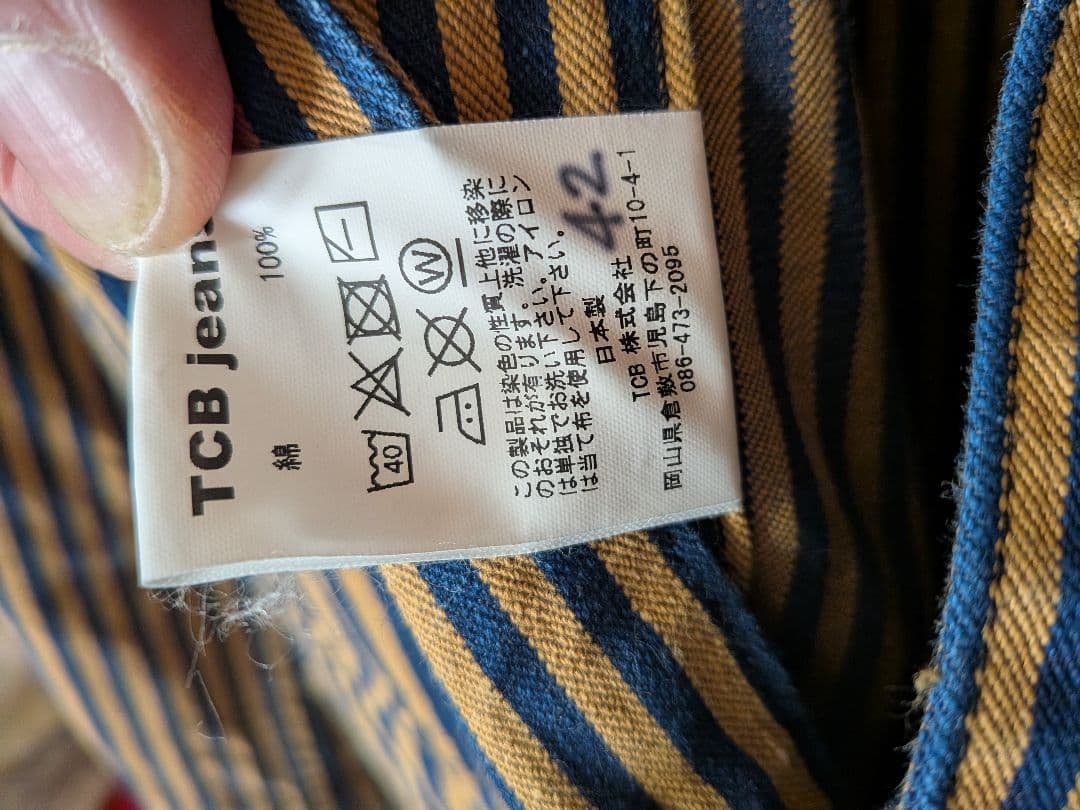 TCB jeans
綿 100%
40
W
この製品は染色の性質上他に移染
のおそれが有ります。洗濯の際に
は単独でお洗い下さい。アイロン
は当て布を使用して下さい。
日本製
42
TCB 株式会社
岡山県倉敷市児島下の町10-4-1
086-473-2095